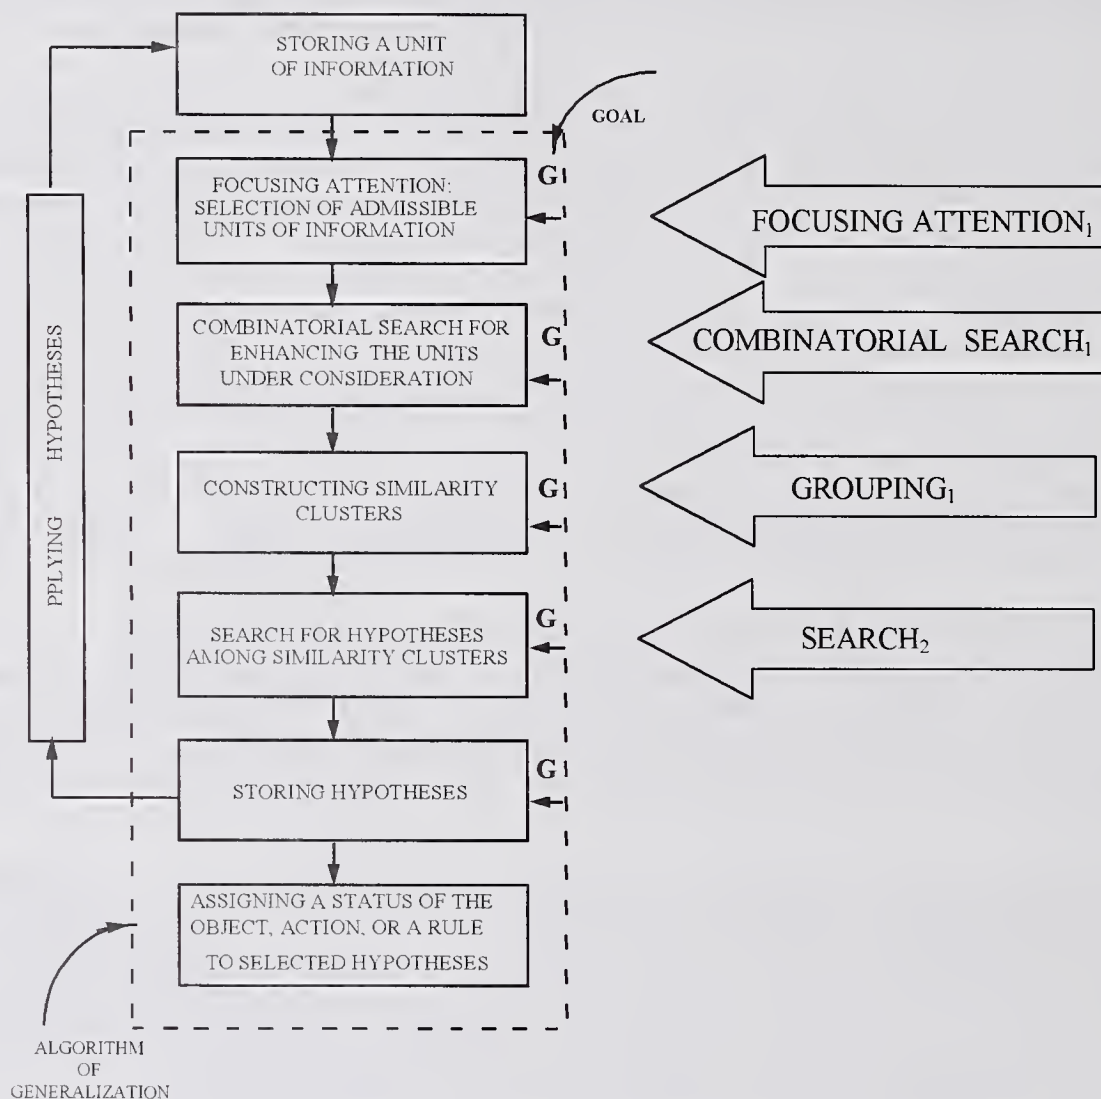 STORING A UNIT
OF INFORMATION
GOAL
G
FOCUSING ATTENTION:
SELECTION OF ADMISSIBLE
UNITS OF INFORMATION
FOCUSING ATTENTION₁
G
COMBINATORIAL SEARCH FOR
ENHANCING THE UNITS
UNDER CONSIDERATION
COMBINATORIAL SEARCH₁
PPLYING HYPOTHESES
G
CONSTRUCTING SIMILARITY
CLUSTERS
GROUPING₁
G
SEARCH FOR HYPOTHESES
AMONG SIMILARITY CLUSTERS
SEARCH₂
G
STORING HYPOTHESES
ASSIGNING A STATUS OF THE
OBJECT, ACTION, OR A RULE
TO SELECTED HYPOTHESES
ALGORITHM
OF
GENERALIZATION